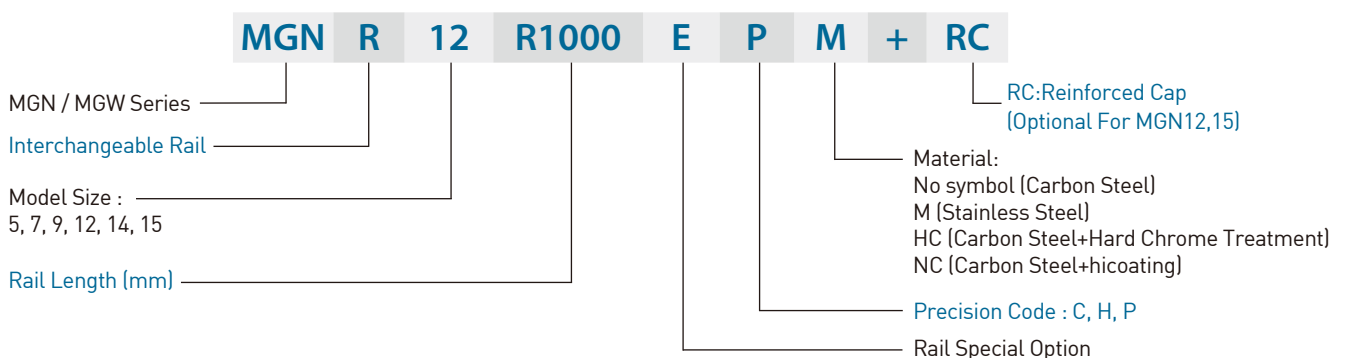 MGN R 12 R1000 E P M + RC
MGN / MGW Series
Interchangeable Rail
Model Size :
5, 7, 9, 12, 14, 15
Rail Length (mm)
RC:Reinforced Cap
(Optional For MGN12,15)
Material:
No symbol (Carbon Steel)
M (Stainless Steel)
HC (Carbon Steel+Hard Chrome Treatment)
NC (Carbon Steel+hicoating)
Precision Code : C, H, P
Rail Special Option